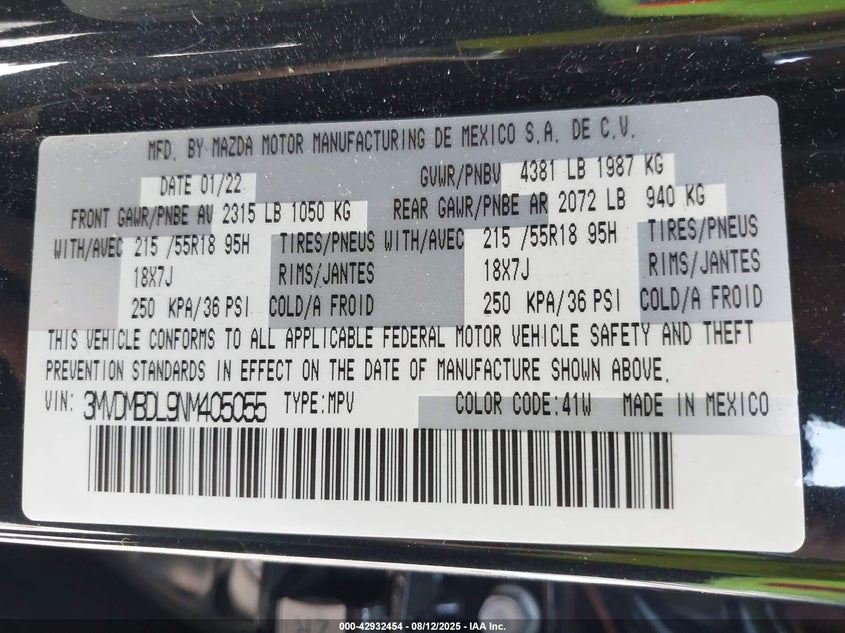 MFD. BY MAZDA MOTOR MANUFACTURING DE MEXICO S.A. DE C.V.
DATE 01/22 GVWR/PNBV 4381 LB 1987 KG
FRONT GAWR/PNBE AV 2315 LB 1050 KG REAR GAWR/PNBE AR 2072 LB 940 KG
WITH/AVEC 215 /55R18 95H TIRES/PNEUS WITH/AVEC 215 /55R18 95H TIRES/PNEUS
18X7J RIMS/JANTES 18X7J RIMS/JANTES
250 KPA/36 PSI COLD/A FROID 250 KPA/36 PSI COLD/A FROID
THIS VEHICLE CONFORMS TO ALL APPLICABLE FEDERAL MOTOR VEHICLE SAFETY AND THEFT
PREVENTION STANDARDS IN EFFECT ON THE DATE OF MANUFACTURE SHOWN ABOVE.
VIN: 3MVDMBDL9NM405055 TYPE:MPV COLOR CODE:41W MADE IN MEXICO
000-42932454 - 08/12/2025 - IAA Inc.